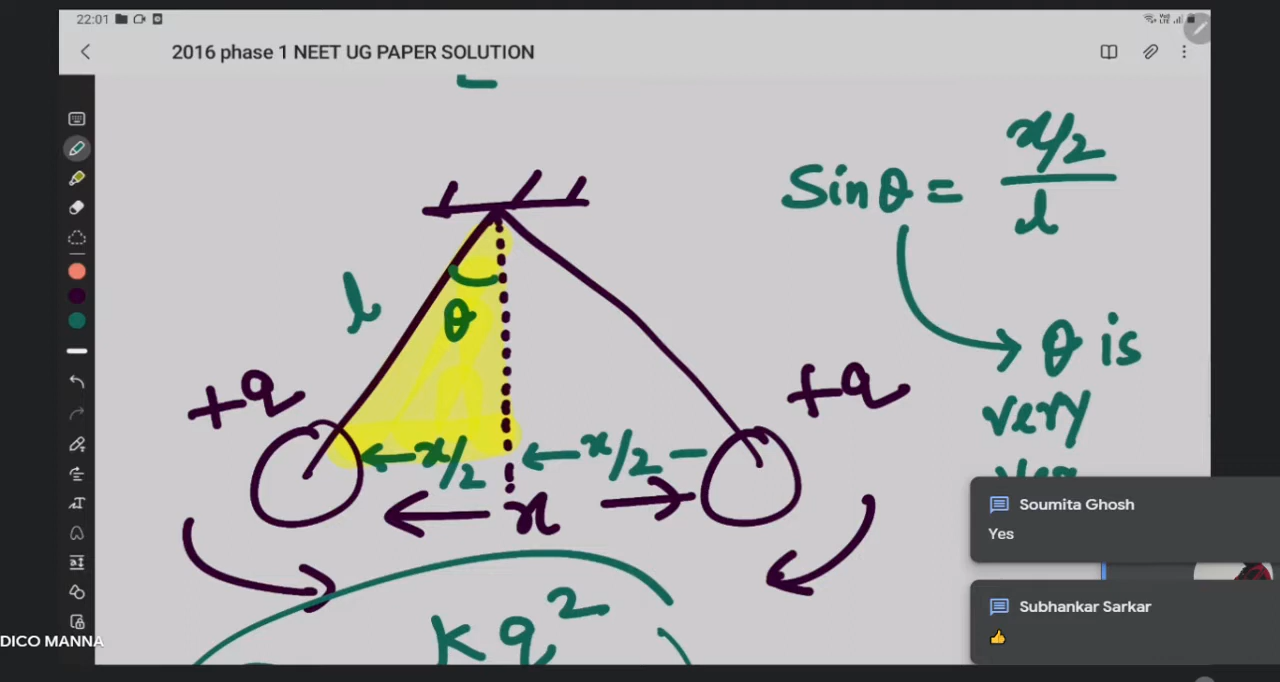 22:01
2016 phase 1 NEET UG PAPER SOLUTION
Sinθ = x/2
l
l
θ
θ is
very
+q
+q
x/2
x/2
x
Soumita Ghosh
Yes
Subhankar Sarkar
👍
DICO MANNA
kq²